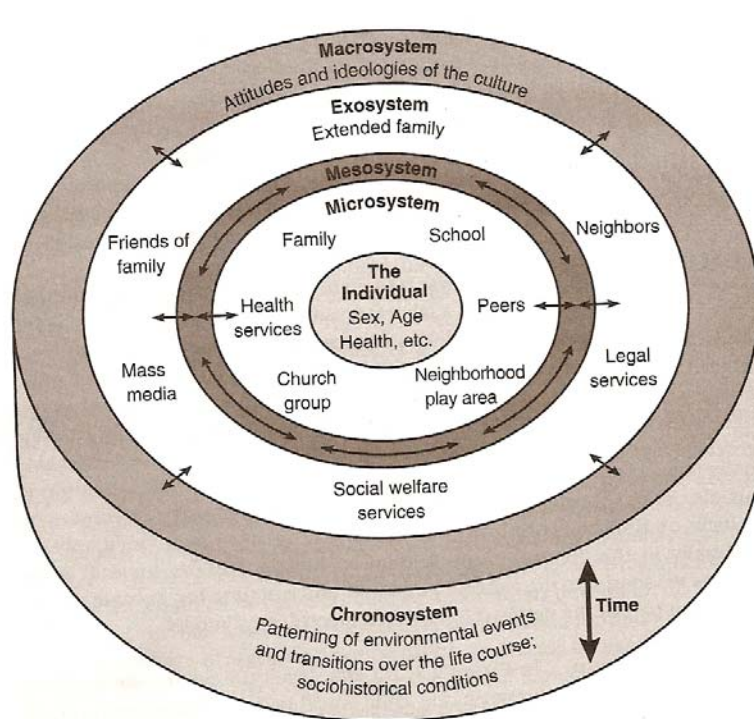 Macrosystem
Attitudes and ideologies of the culture
Exosystem
Extended family
Mesosystem
Microsystem
Friends of
family
Family
School
Neighbors
The
Individual
Sex, Age
Health, etc.
Health
services
Peers
Mass
media
Church
group
Neighborhood
play area
Legal
services
Social welfare
services
Chronosystem
Patterning of environmental events
and transitions over the life course;
sociohistorical conditions
Time